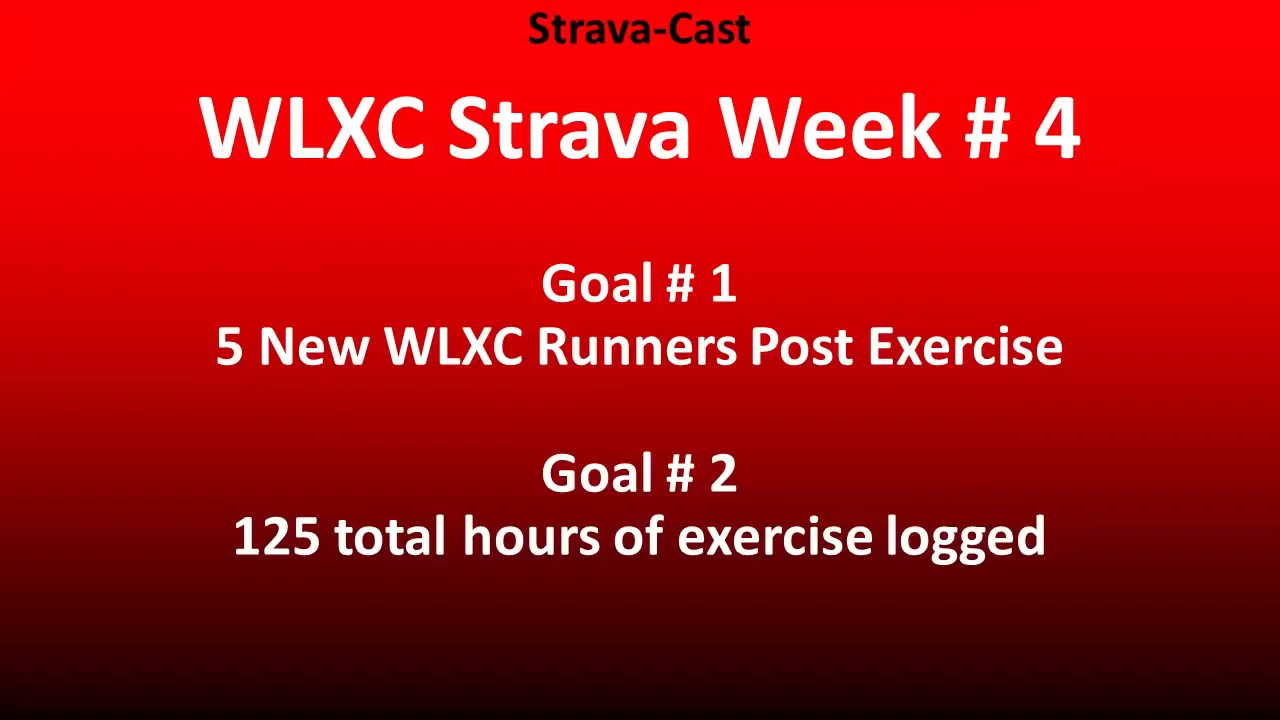 Strava-Cast
WLXC Strava Week # 4
Goal # 1
5 New WLXC Runners Post Exercise
Goal # 2
125 total hours of exercise logged